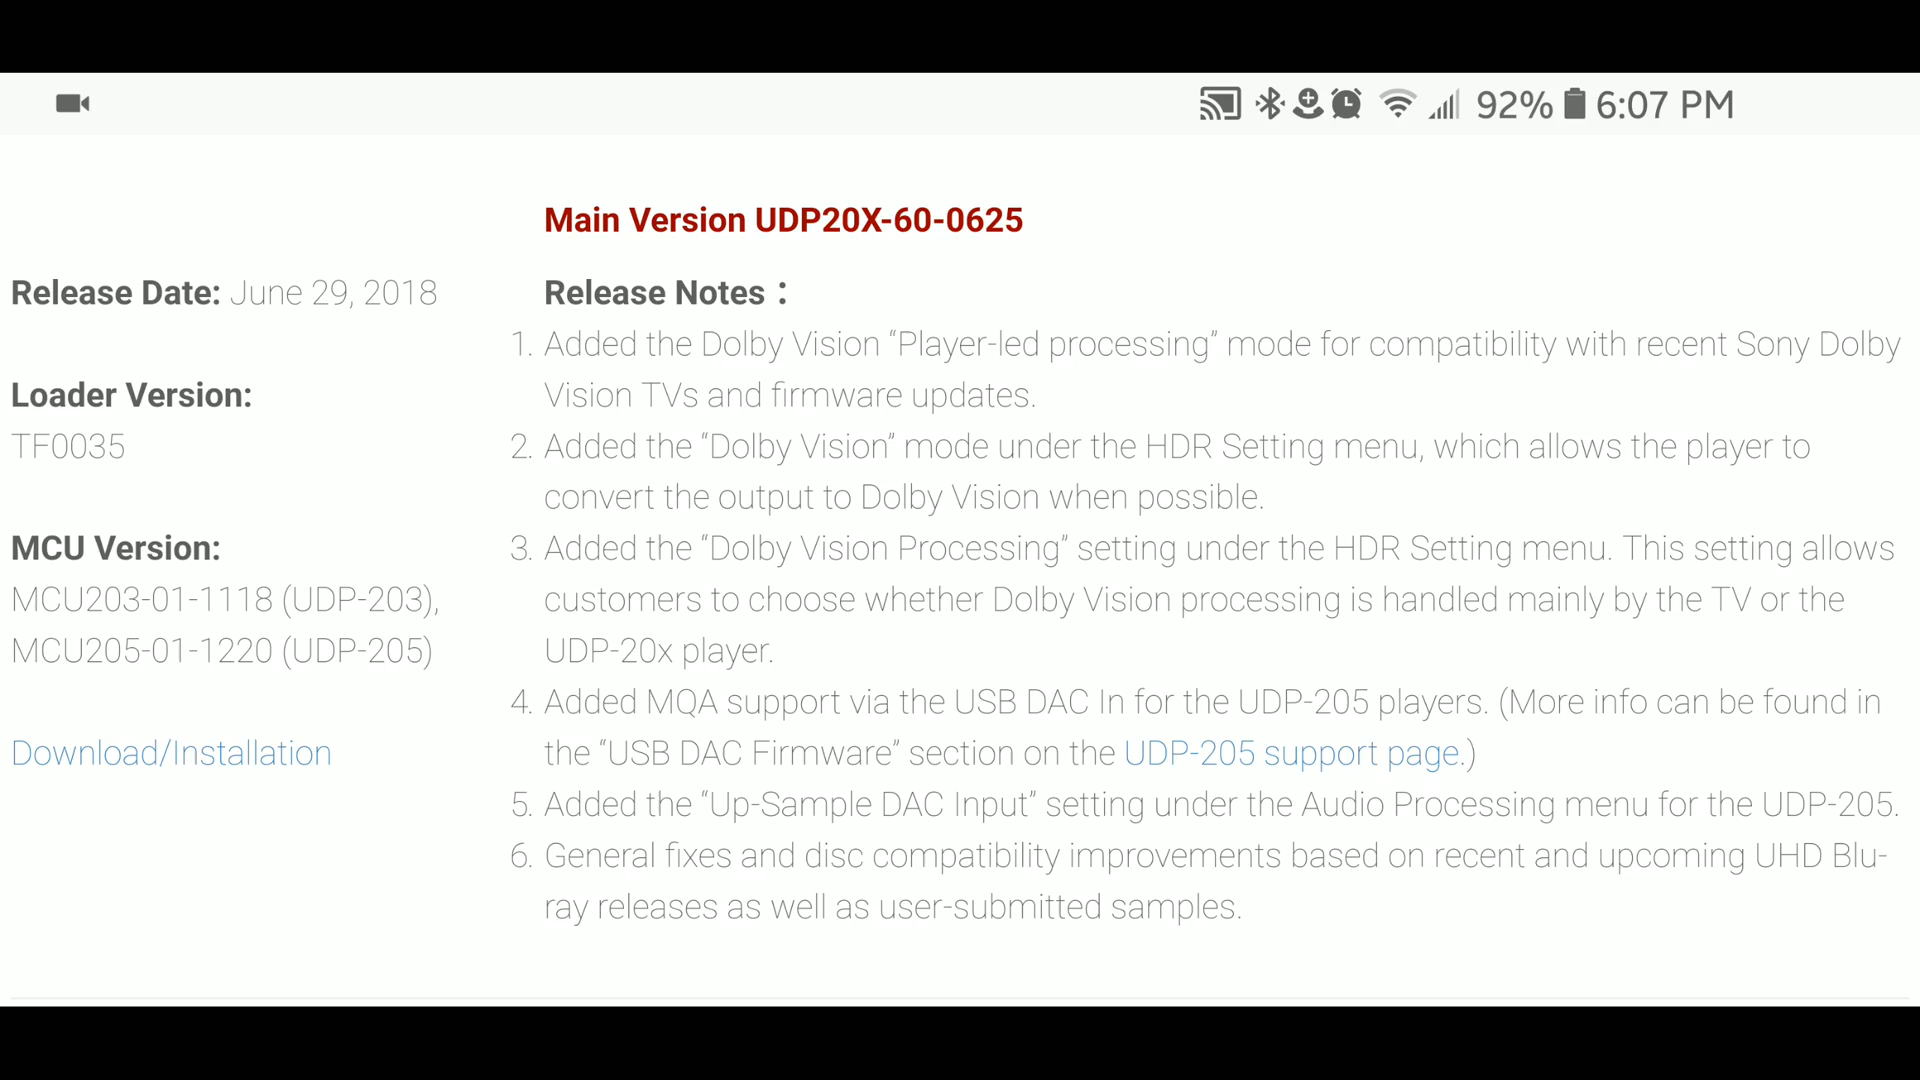 92% 6:07 PM
Main Version UDP20X-60-0625
Release Date: June 29, 2018
Loader Version:
TF0035
MCU Version:
MCU203-01-1118 (UDP-203),
MCU205-01-1220 (UDP-205)
Download/Installation
Release Notes :
1. Added the Dolby Vision “Player-led processing” mode for compatibility with recent Sony Dolby
Vision TVs and firmware updates.
2. Added the “Dolby Vision” mode under the HDR Setting menu, which allows the player to
convert the output to Dolby Vision when possible.
3. Added the “Dolby Vision Processing” setting under the HDR Setting menu. This setting allows
customers to choose whether Dolby Vision processing is handled mainly by the TV or the
UDP-20x player.
4. Added MQA support via the USB DAC In for the UDP-205 players. (More info can be found in
the “USB DAC Firmware” section on the UDP-205 support page.)
5. Added the “Up-Sample DAC Input” setting under the Audio Processing menu for the UDP-205.
6. General fixes and disc compatibility improvements based on recent and upcoming UHD Blu-
ray releases as well as user-submitted samples.